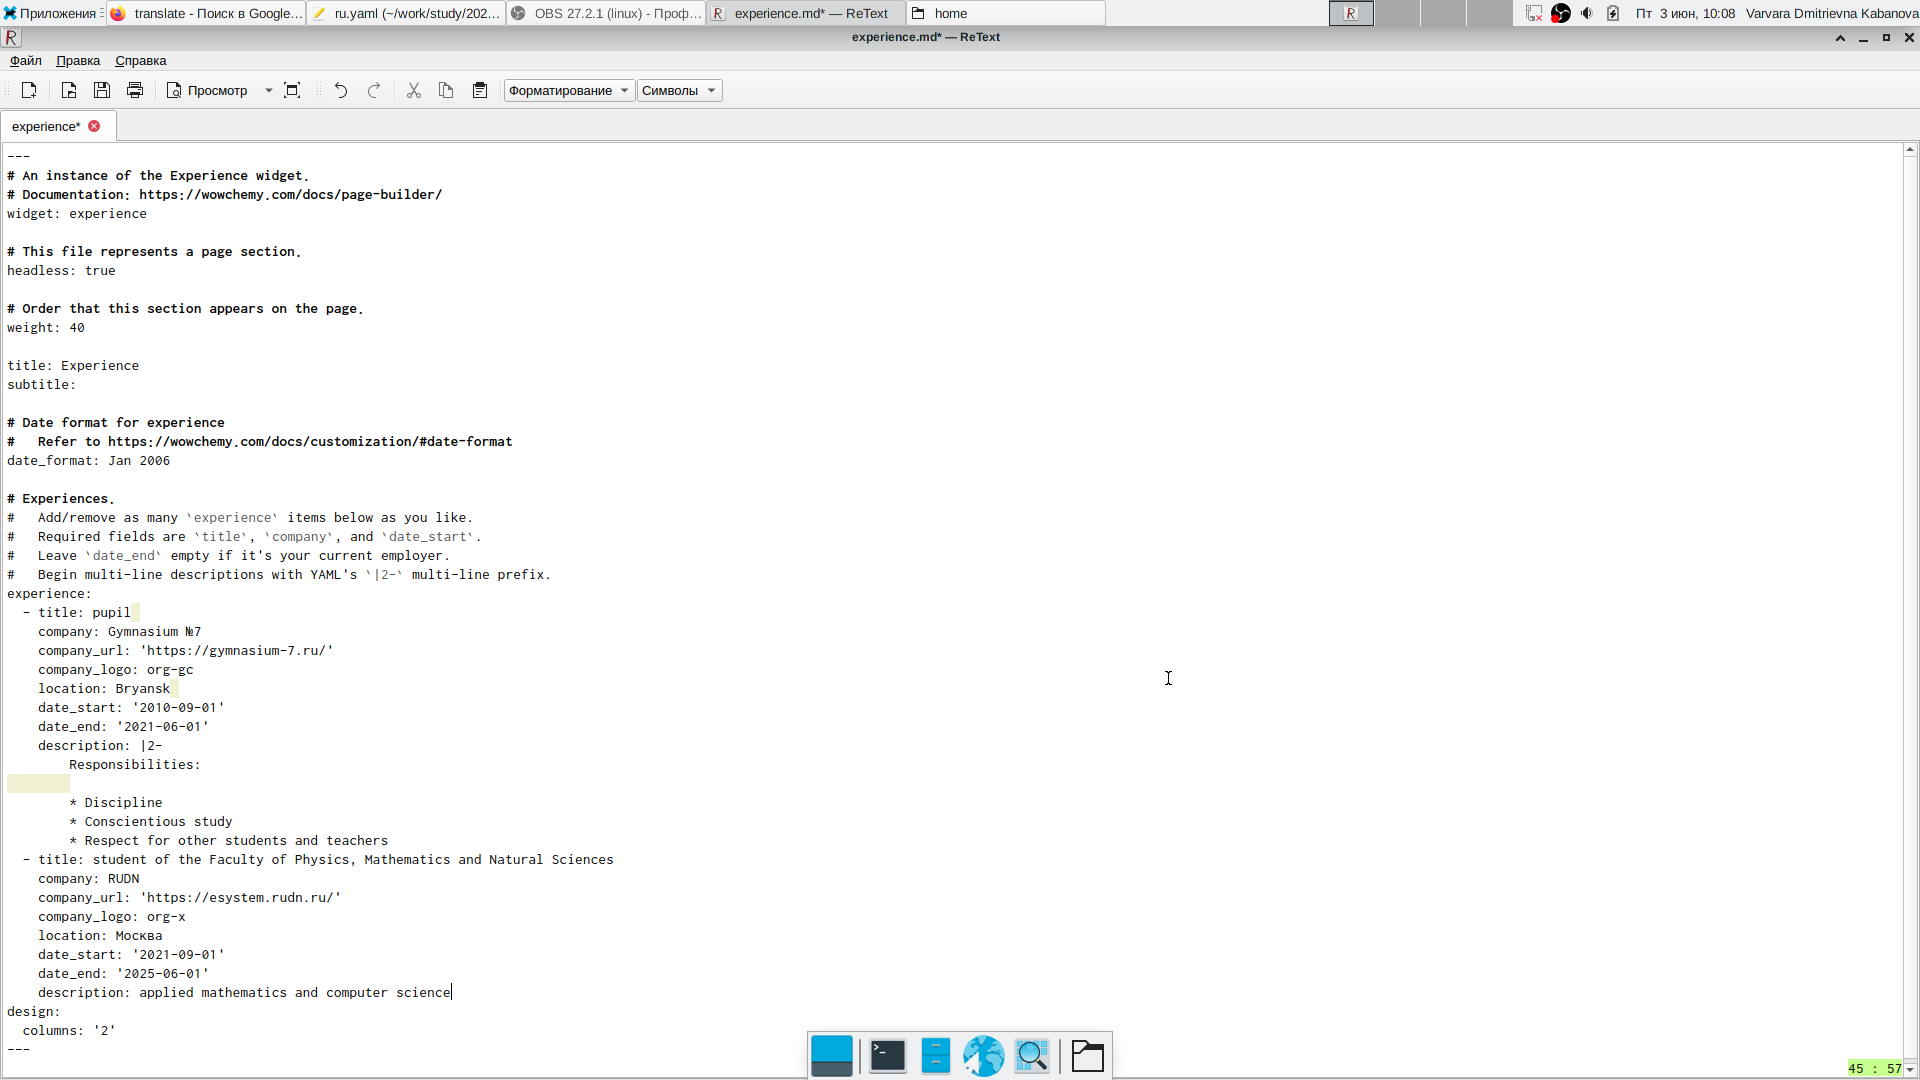 Приложения
translate - Поиск в Google...
ru.yaml (~/work/study/202...
OBS 27.2.1 (linux) - Проф...
experience.md* — ReText
home
Пт 3 июн, 10:08
Varvara Dmitrievna Kabanova
experience.md* — ReText
Файл Правка Справка
Просмотр
Форматирование
Символы
experience*
---
# An instance of the Experience widget.
# Documentation: https://wowchemy.com/docs/page-builder/
widget: experience
# This file represents a page section.
headless: true
# Order that this section appears on the page.
weight: 40
title: Experience
subtitle:
# Date format for experience
#   Refer to https://wowchemy.com/docs/customization/#date-format
date_format: Jan 2006
# Experiences.
#   Add/remove as many `experience` items below as you like.
#   Required fields are `title`, `company`, and `date_start`.
#   Leave `date_end` empty if it's your current employer.
#   Begin multi-line descriptions with YAML's `|2-` multi-line prefix.
experience:
  - title: pupil
    company: Gymnasium №7
    company_url: 'https://gymnasium-7.ru/'
    company_logo: org-gc
    location: Bryansk
    date_start: '2010-09-01'
    date_end: '2021-06-01'
    description: |2-
        Responsibilities:
        * Discipline
        * Conscientious study
        * Respect for other students and teachers
  - title: student of the Faculty of Physics, Mathematics and Natural Sciences
    company: RUDN
    company_url: 'https://esystem.rudn.ru/'
    company_logo: org-x
    location: Москва
    date_start: '2021-09-01'
    date_end: '2025-06-01'
    description: applied mathematics and computer science
design:
  columns: '2'
---
45 : 57